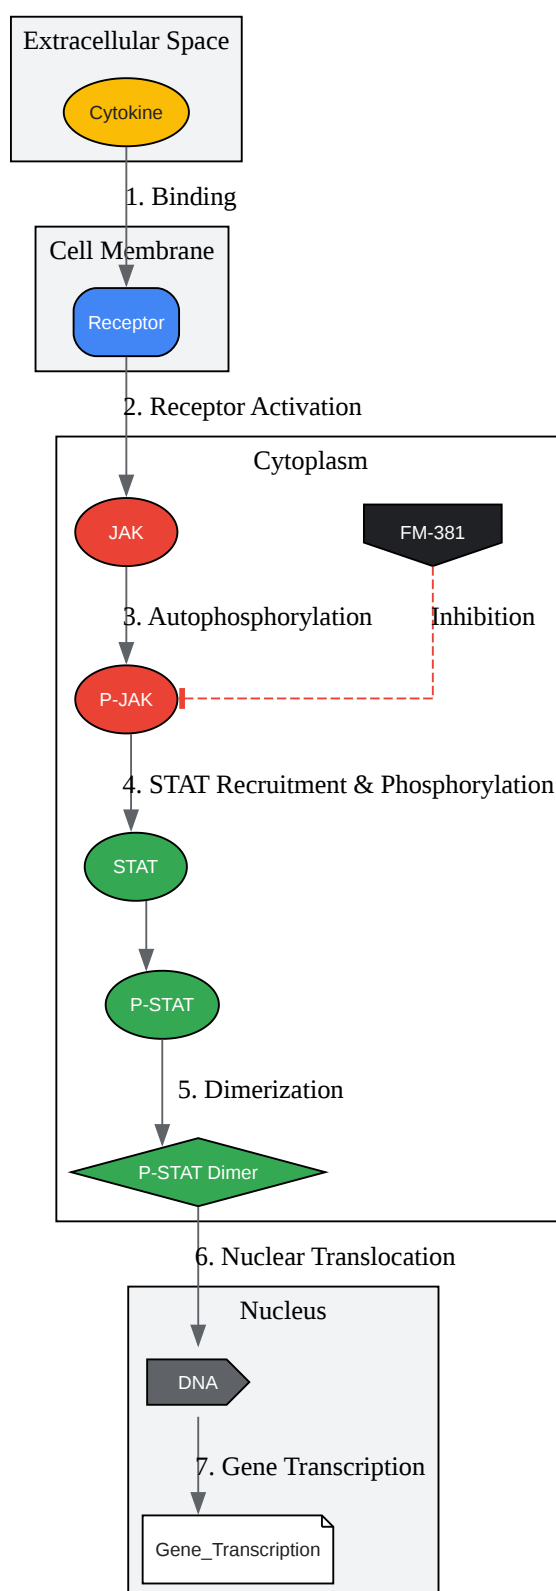 Extracellular Space
Cytokine
1. Binding
Cell Membrane
Receptor
2. Receptor Activation
Cytoplasm
JAK
FM-381
3. Autophosphorylation
Inhibition
P-JAK
4. STAT Recruitment & Phosphorylation
STAT
P-STAT
5. Dimerization
P-STAT Dimer
6. Nuclear Translocation
Nucleus
DNA
7. Gene Transcription
Gene_Transcription